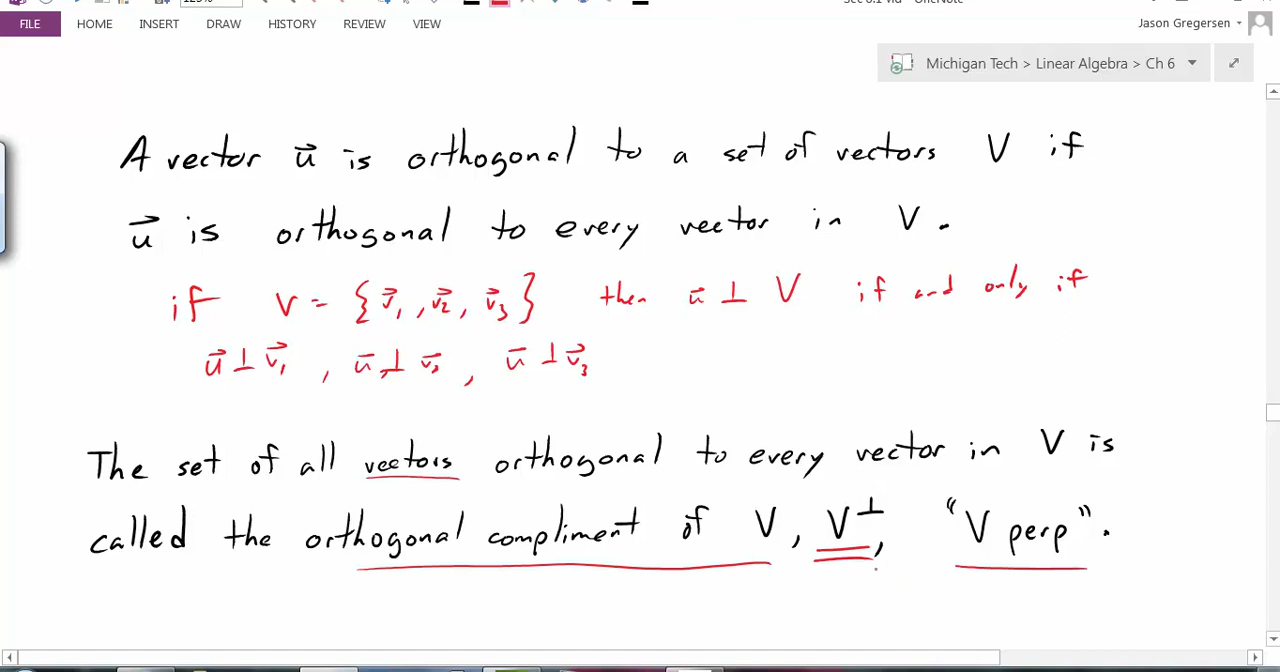 Jason Gregersen
FILE HOME INSERT DRAW HISTORY REVIEW VIEW
Michigan Tech > Linear Algebra > Ch 6
A vector u⃗ is orthogonal to a set of vectors V if
u⃗ is orthogonal to every vector in V.
if V = {v⃗₁, v⃗₂, v⃗₃} then u⃗ ⊥ V if and only if
u⃗ ⊥ v⃗₁, u⃗ ⊥ v⃗₂, u⃗ ⊥ v⃗₃
The set of all vectors orthogonal to every vector in V is
called the orthogonal compliment of V, V^⊥, "V perp".